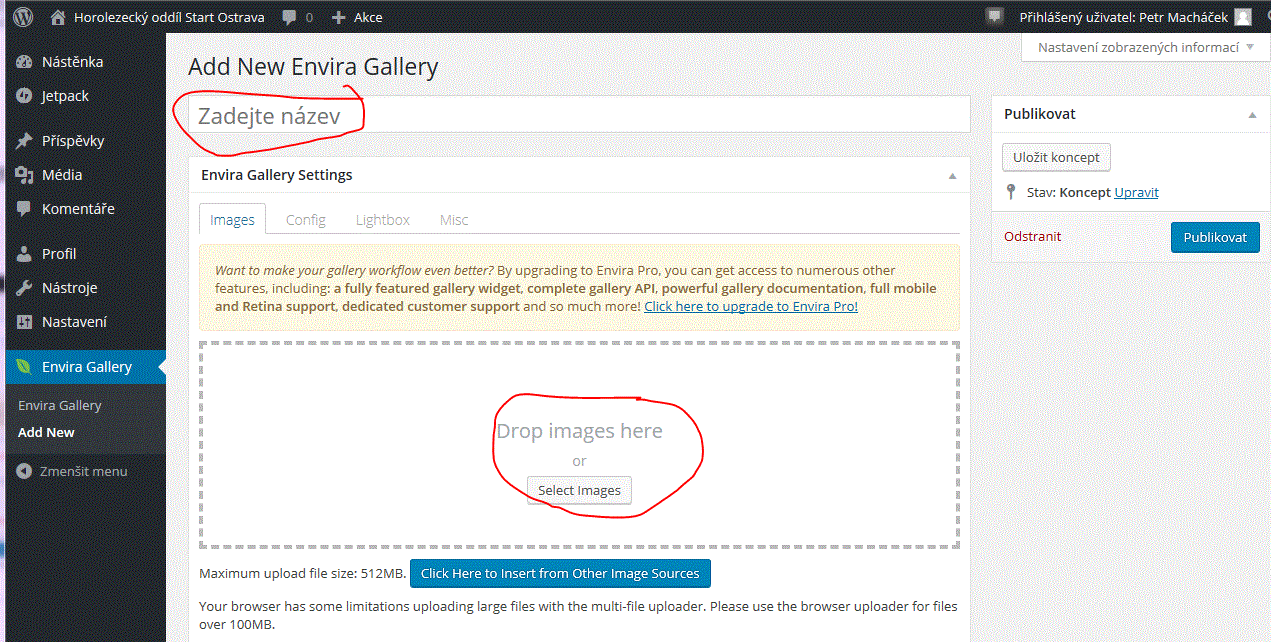 Horolezecký oddíl Start Ostrava 0 Akce Přihlášený uživatel: Petr Macháček
Nastavení zobrazených informací
Nástěnka
Jetpack
Příspěvky
Média
Komentáře
Profil
Nástroje
Nastavení
Envira Gallery
Envira Gallery
Add New
Zmenšit menu
Add New Envira Gallery
Zadejte název
Envira Gallery Settings
Images Config Lightbox Misc
Want to make your gallery workflow even better? By upgrading to Envira Pro, you can get access to numerous other
features, including: a fully featured gallery widget, complete gallery API, powerful gallery documentation, full mobile
and Retina support, dedicated customer support and so much more! Click here to upgrade to Envira Pro!
Drop images here
or
Select Images
Maximum upload file size: 512MB. Click Here to Insert from Other Image Sources
Your browser has some limitations uploading large files with the multi-file uploader. Please use the browser uploader for files
over 100MB.
Publikovat
Uložit koncept
Stav: Koncept Upravit
Odstranit Publikovat